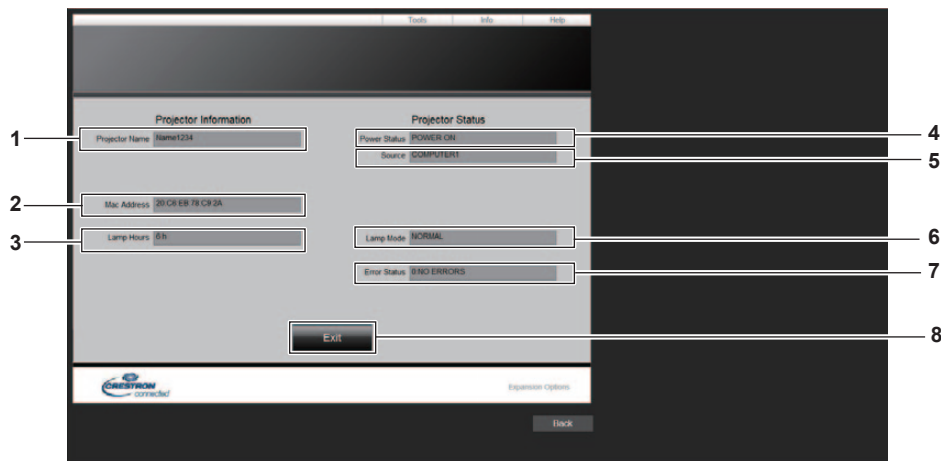 Tools Info Help
Projector Information Projector Status
1 Projector Name Name1234 Power Status POWER ON 4
Source COMPUTER1 5
2 Mac Address 20:C6:EB:78:C9:2A
3 Lamp Hours 6 h Lamp Mode NORMAL 6
Error Status 0:NO ERRORS 7
Exit 8
CRESTRON
connected
Expansion Options
Back